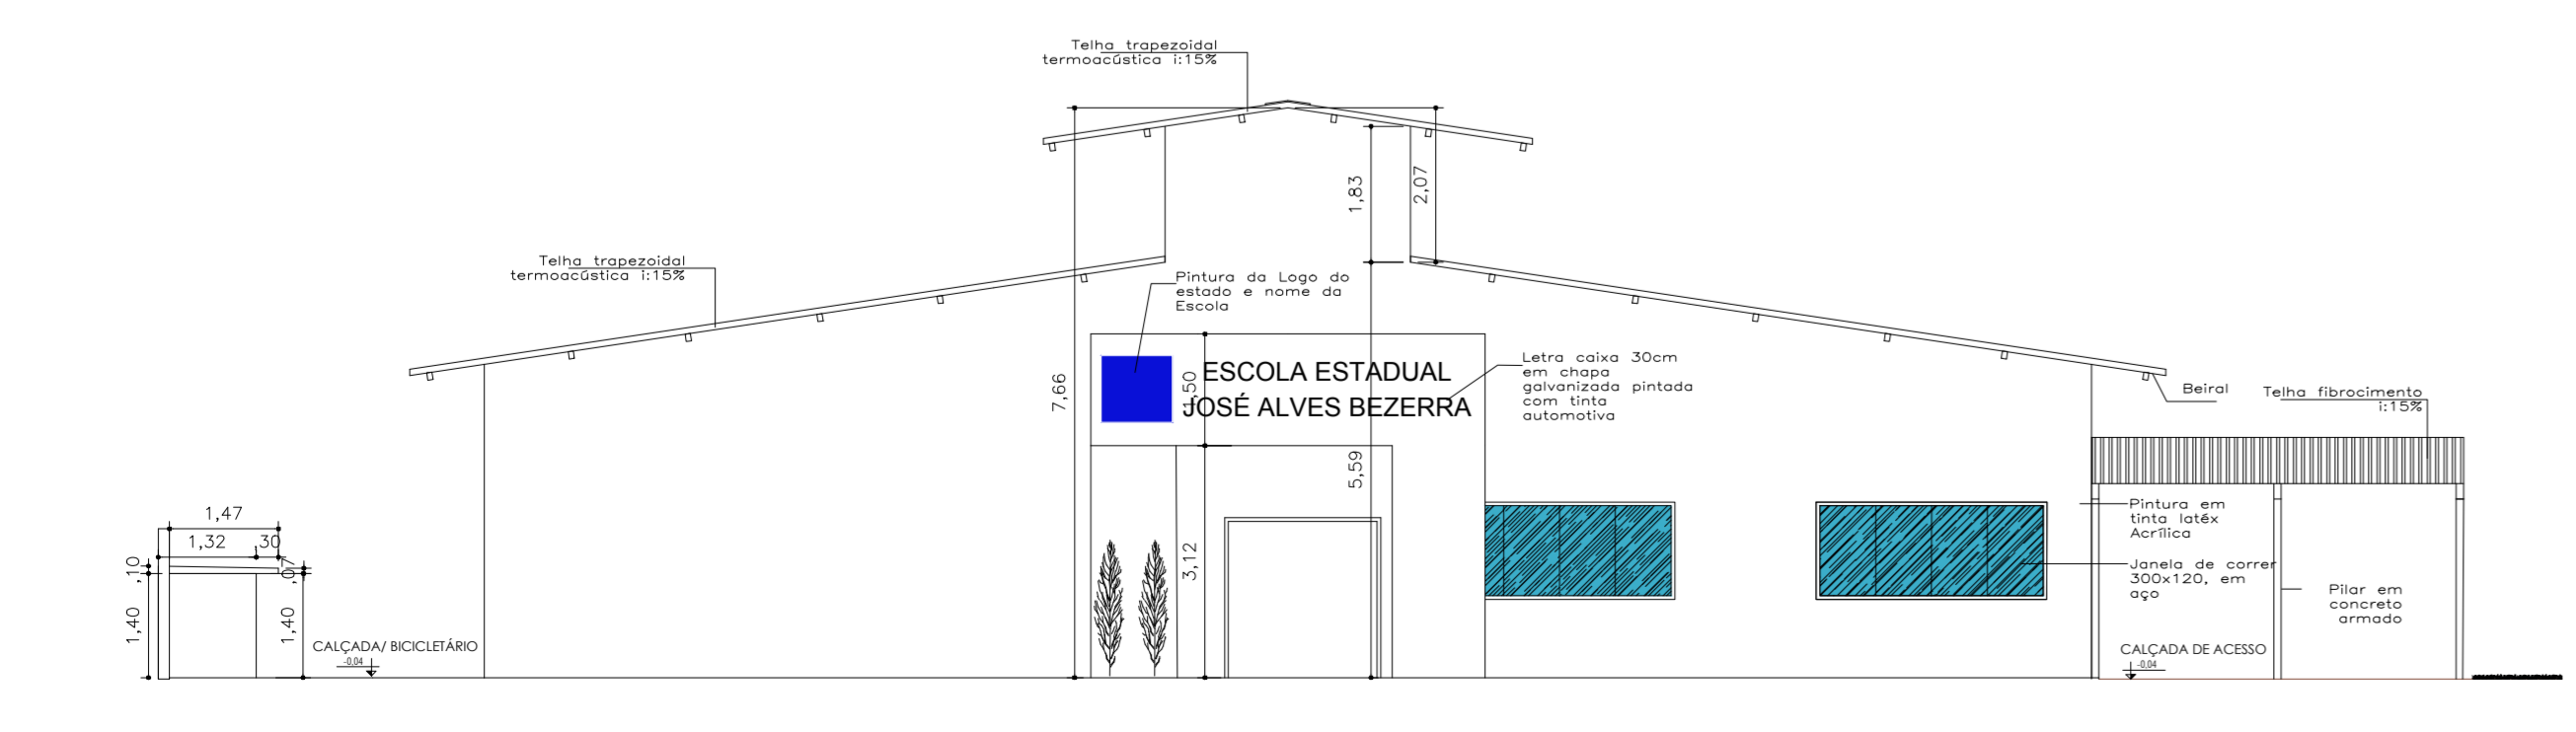 Telha trapezoidal
termoacústica i:15%
1,83
2,07
Telha trapezoidal
termoacústica i:15%
Pintura da Logo do
estado e nome da
Escola
7,66
1,50
ESCOLA ESTADUAL
JOSÉ ALVES BEZERRA
Letra caixa 30cm
em chapa
galvanizada pintada
com tinta
automotiva
Beiral
Telha fibrocimento
i:15%
5,59
3,12
1,47
1,32
,30
,10
,07
1,40
1,40
CALÇADA/ BICICLETÁRIO
-0,04
Pintura em
tinta latéx
Acrílica
Janela de correr
300x120, em
aço
Pilar em
concreto
armado
CALÇADA DE ACESSO
-0,04